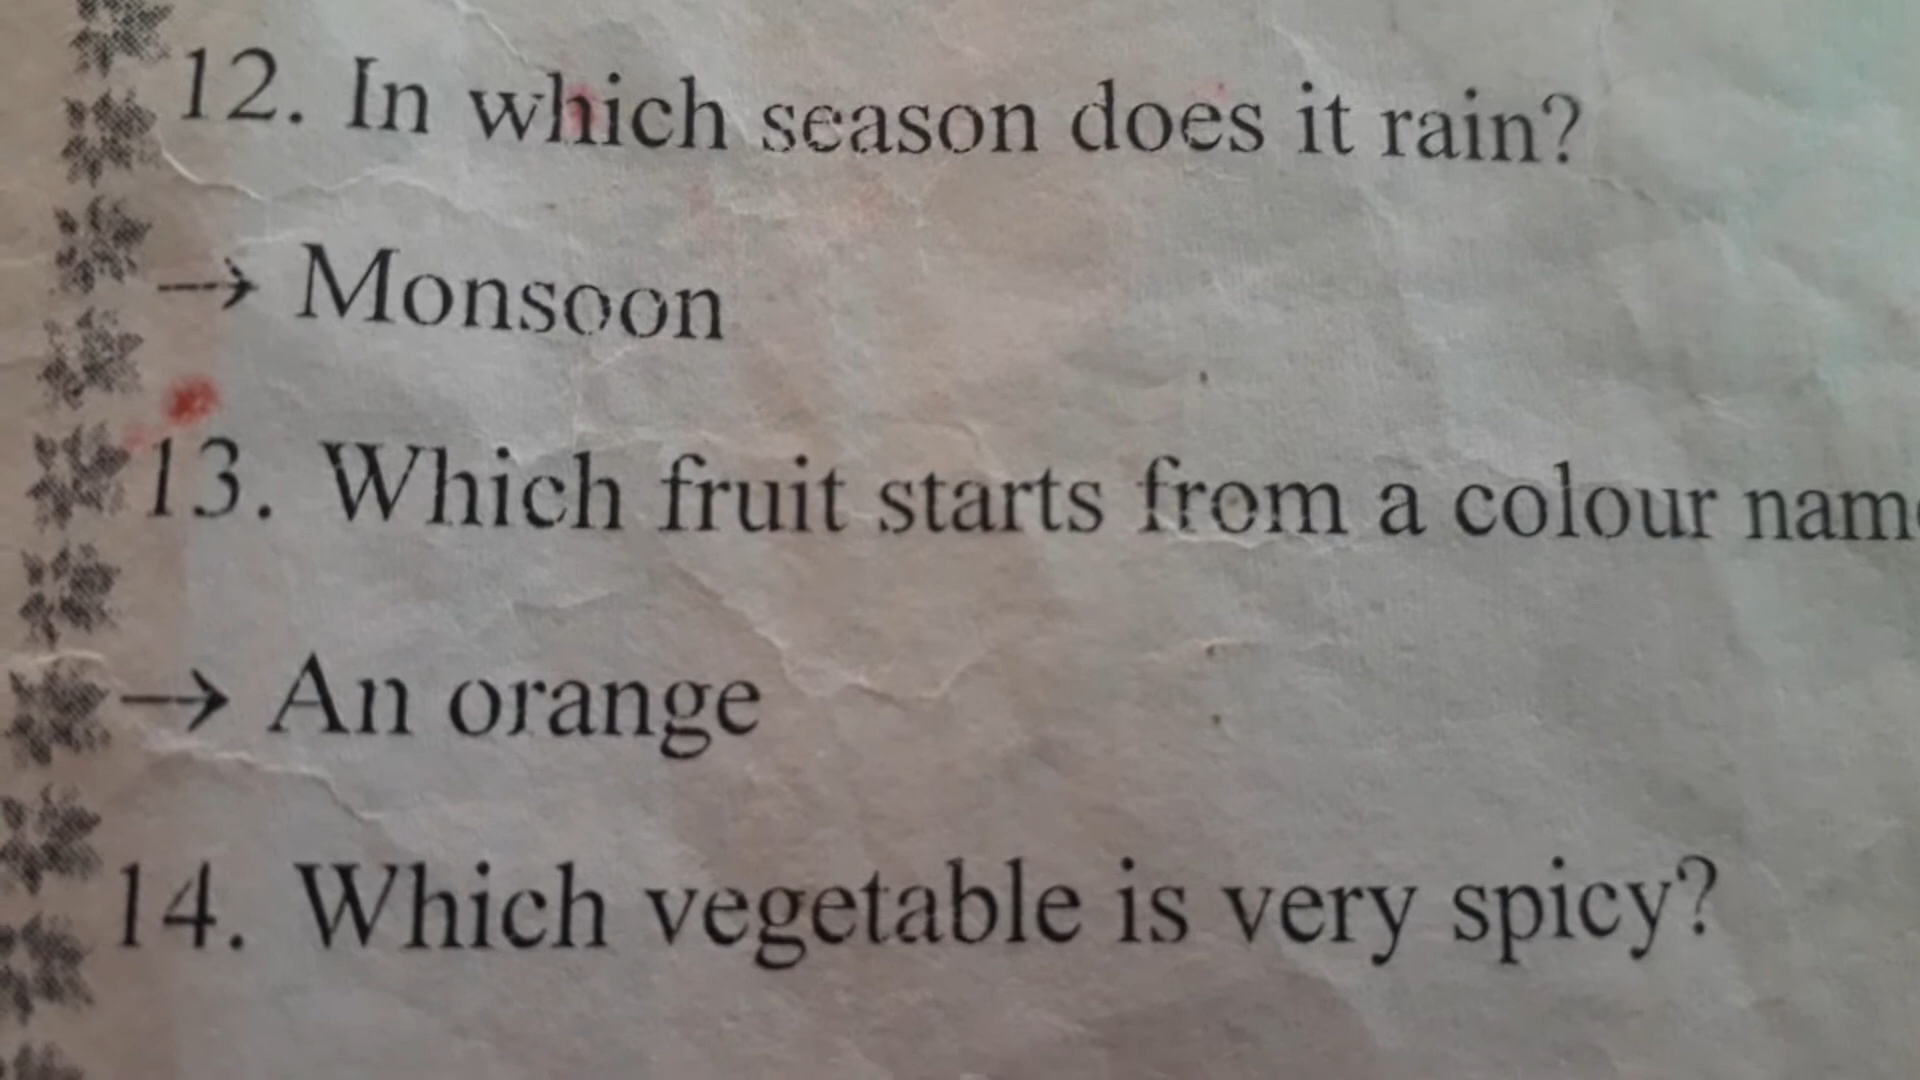 12. In which season does it rain?
→ Monsoon
13. Which fruit starts from a colour
→ An orange
14. Which vegetable is very spicy?